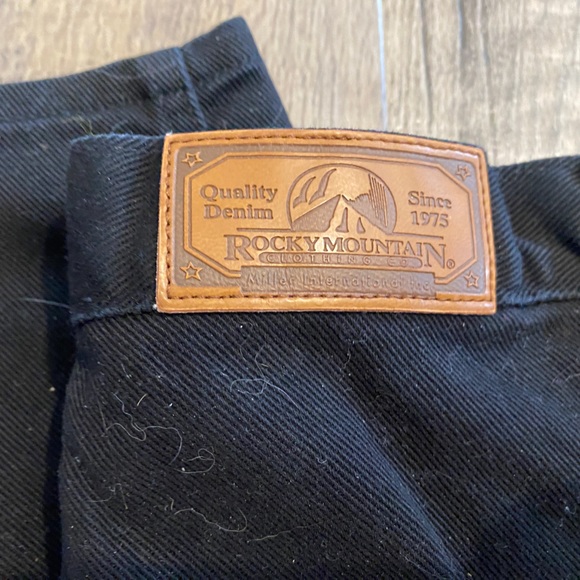 Quality
Denim
Since
1975
ROCKY MOUNTAIN®
CLOTHING CO
Miller International Inc.